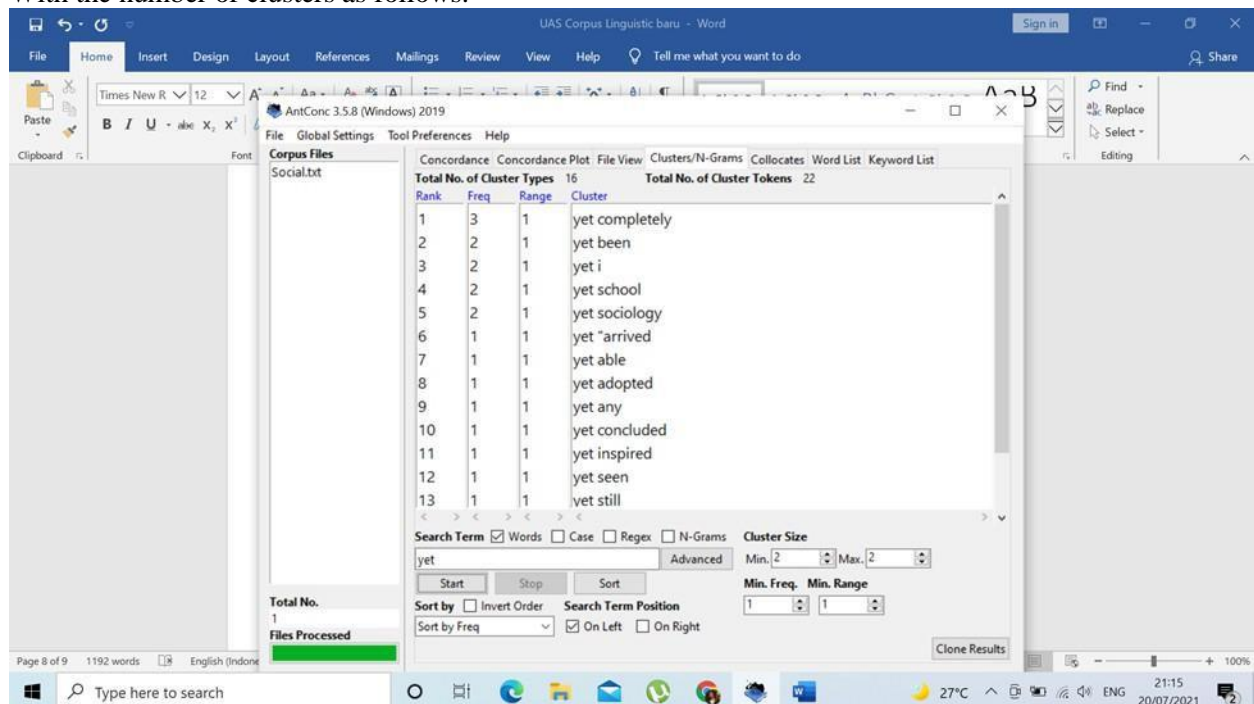 With the number of clusters as follows.
UAS Corpus Linguistic baru - Word
Sign in
File Home Insert Design Layout References Mailings Review View Help Tell me what you want to do Share
Paste
Times New R 12
B I U abc X₂ X²
Find
Replace
Select
Clipboard Font Editing
AntConc 3.5.8 (Windows) 2019
File Global Settings Tool Preferences Help
Corpus Files
Social.txt
Concordance Concordance Plot File View Clusters/N-Grams Collocates Word List Keyword List
Total No. of Cluster Types 16 Total No. of Cluster Tokens 22
Rank Freq Range Cluster
1 3 1 yet completely
2 2 1 yet been
3 2 1 yet i
4 2 1 yet school
5 2 1 yet sociology
6 1 1 yet "arrived
7 1 1 yet able
8 1 1 yet adopted
9 1 1 yet any
10 1 1 yet concluded
11 1 1 yet inspired
12 1 1 yet seen
13 1 1 yet still
Search Term Words Case Regex N-Grams Cluster Size
yet Advanced Min. 2 Max. 2
Start Stop Sort Min. Freq. Min. Range
Sort by Invert Order Search Term Position 1 1
Sort by Freq On Left On Right
Total No.
1
Files Processed
Clone Results
Page 8 of 9 1192 words English (Indone 100%
Type here to search
27°C ENG 21:15
20/07/2021 2